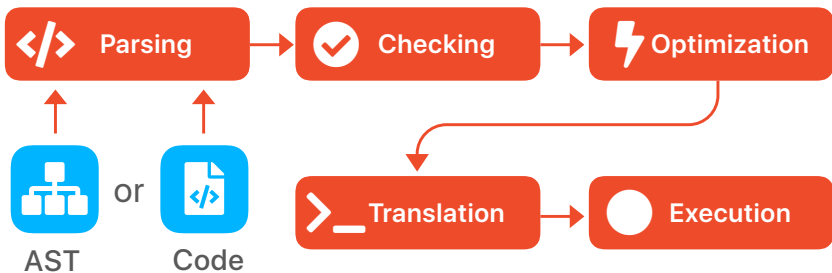 Parsing
Checking
Optimization
or
Translation
Execution
AST
Code